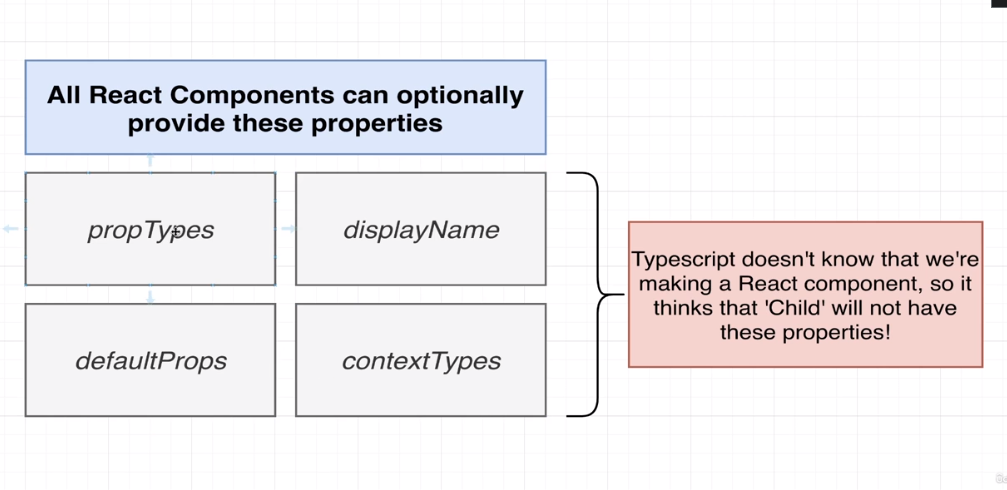 All React Components can optionally
provide these properties
propTypes
displayName
Typescript doesn't know that we're
making a React component, so it
thinks that 'Child' will not have
these properties!
defaultProps
contextTypes